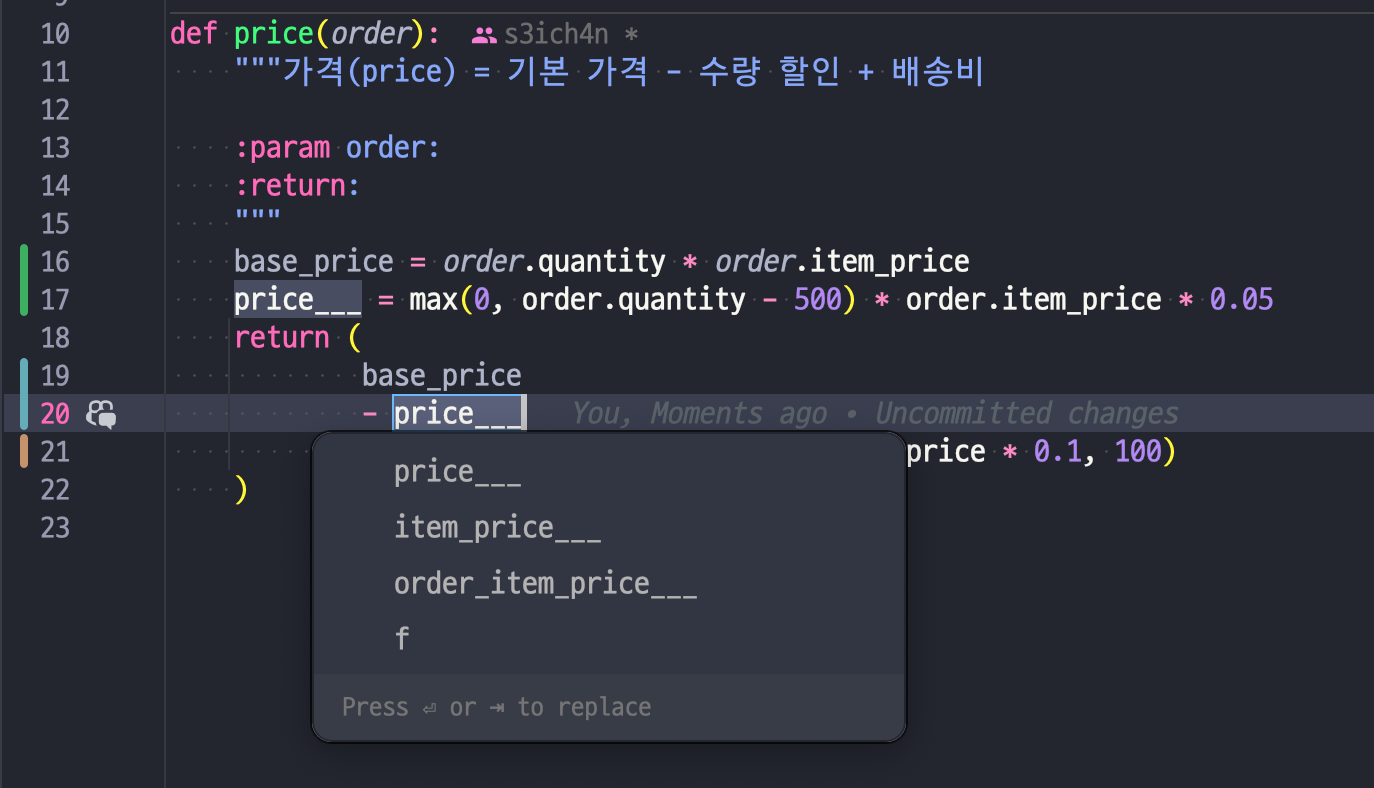 10 def price(order): s3ich4n *
11 """가격(price) = 기본 가격 - 수량 할인 + 배송비
12
13 :param order:
14 :return:
15 """
16 base_price = order.quantity * order.item_price
17 price___ = max(0, order.quantity - 500) * order.item_price * 0.05
18 return (
19 base_price
20 - price___ You, Moments ago • Uncommitted changes
21 price * 0.1, 100)
22 )
23
price___
item_price___
order_item_price___
f
Press ⏎ or ⇥ to replace